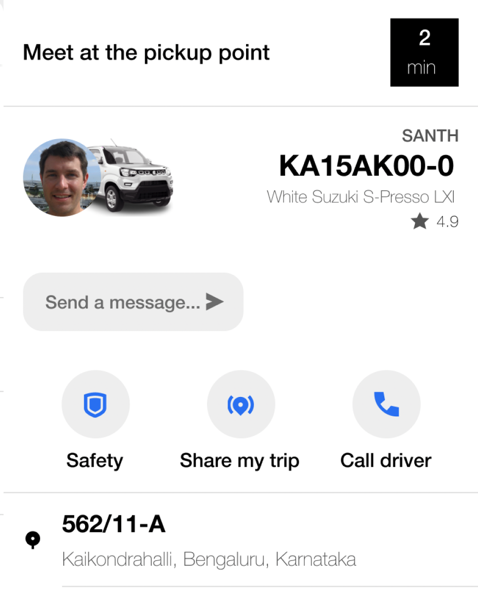 Meet at the pickup point
2
min
SANTH
KA15AK00-0
White Suzuki S-Presso LXI
4.9
Send a message...
Safety
Share my trip
Call driver
562/11-A
Kaikondrahalli, Bengaluru, Karnataka